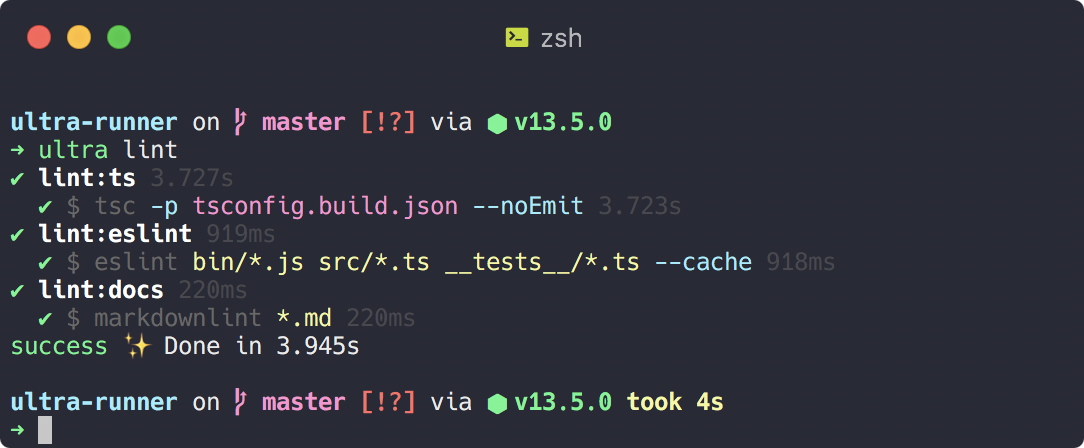 zsh
ultra-runner on master [!?] via v13.5.0
→ ultra lint
✔ lint:ts 3.727s
✔ $ tsc -p tsconfig.build.json --noEmit 3.723s
✔ lint:eslint 919ms
✔ $ eslint bin/*.js src/*.ts __tests__/*.ts --cache 918ms
✔ lint:docs 220ms
✔ $ markdownlint *.md 220ms
success ✨ Done in 3.945s
ultra-runner on master [!?] via v13.5.0 took 4s
→